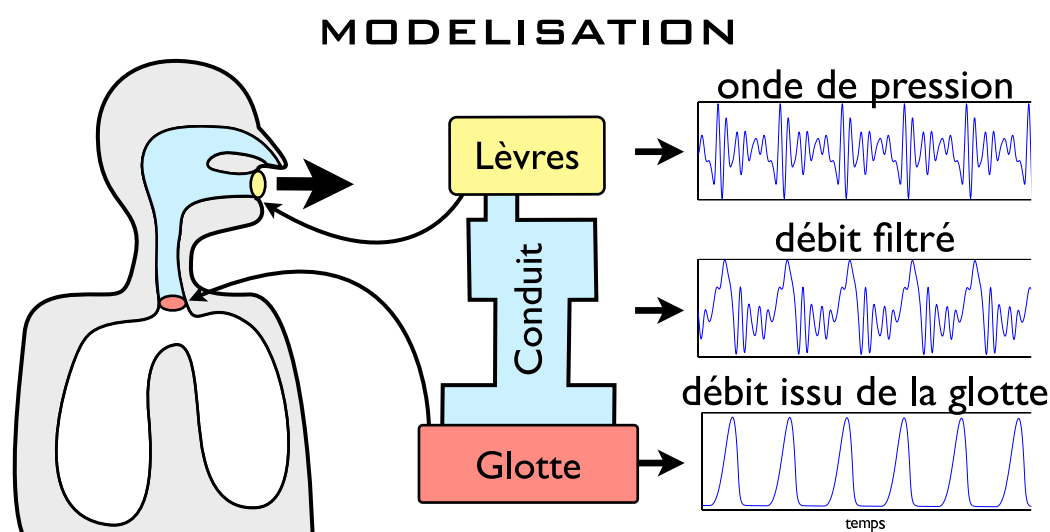 MODELISATION
onde de pression
Lèvres
débit filtré
Conduit
débit issu de la glotte
Glotte
temps